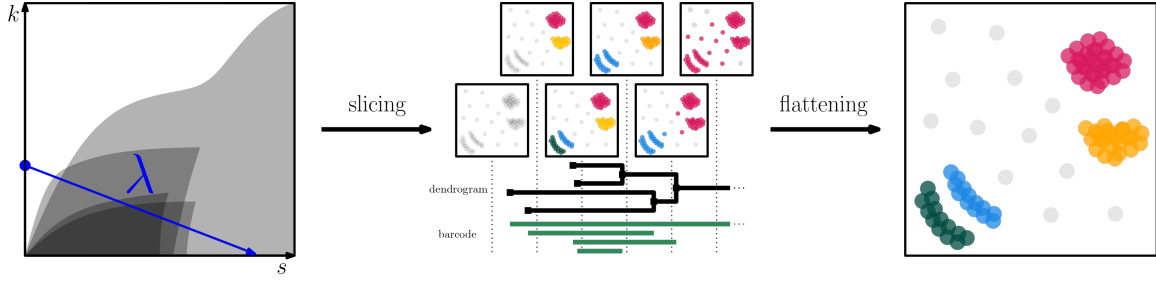 k
λ
s
slicing
dendrogram
...
barcode
...
flattening